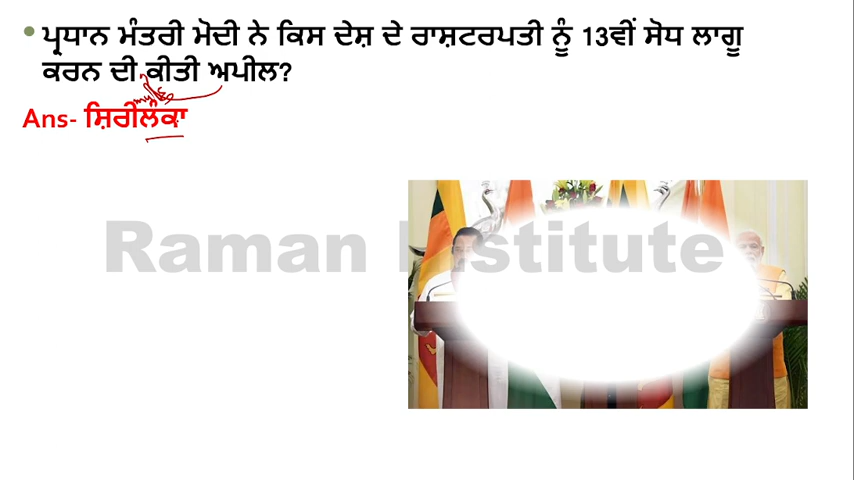 ਪ੍ਰਧਾਨ ਮੰਤਰੀ ਮੋਦੀ ਨੇ ਕਿਸ ਦੇਸ਼ ਦੇ ਰਾਸ਼ਟਰਪਤੀ ਨੂੰ 13ਵੀਂ ਸੋਧ ਲਾਗੂ
ਕਰਨ ਦੀ ਕੀਤੀ ਅਪੀਲ?
Ans- ਸ਼ਿਰੀਲੰਕਾ
Raman Institute